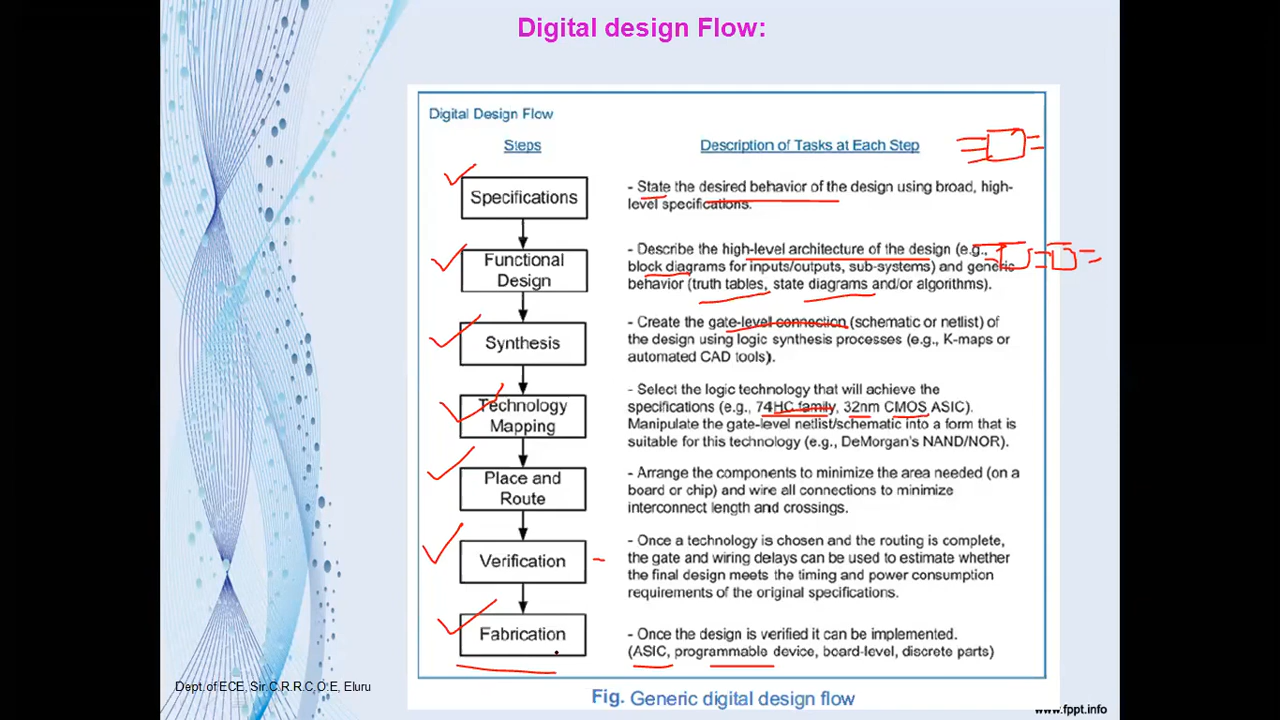 Digital design Flow:
Digital Design Flow
Steps
Description of Tasks at Each Step
Specifications
- State the desired behavior of the design using broad, high-
level specifications.
Functional
Design
- Describe the high-level architecture of the design (e.g.,
block diagrams for inputs/outputs, sub-systems) and generic
behavior (truth tables, state diagrams and/or algorithms).
Synthesis
- Create the gate-level connection (schematic or netlist) of
the design using logic synthesis processes (e.g., K-maps or
automated CAD tools).
Technology
Mapping
- Select the logic technology that will achieve the
specifications (e.g., 74HC family, 32nm CMOS ASIC).
Manipulate the gate-level netlist/schematic into a form that is
suitable for this technology (e.g., DeMorgan's NAND/NOR).
Place and
Route
- Arrange the components to minimize the area needed (on a
board or chip) and wire all connections to minimize
interconnect length and crossings.
Verification
- Once a technology is chosen and the routing is complete,
the gate and wiring delays can be used to estimate whether
the final design meets the timing and power consumption
requirements of the original specifications.
Fabrication
- Once the design is verified it can be implemented.
(ASIC, programmable device, board-level, discrete parts)
Dept. of ECE, Sir.C.R.R.C.O.E, Eluru
Fig. Generic digital design flow
www.fppt.info